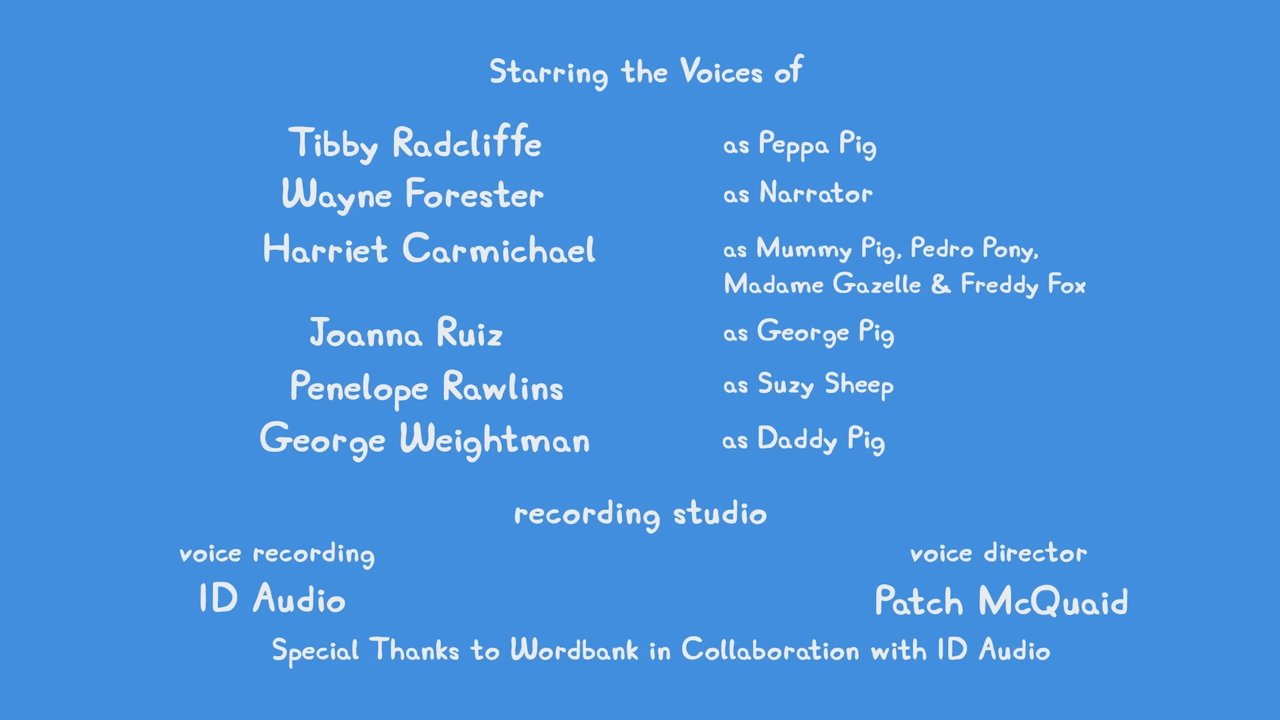 Starring the Voices of
Tibby Radcliffe as Peppa Pig
Wayne Forester as Narrator
Harriet Carmichael as Mummy Pig, Pedro Pony,
Madame Gazelle & Freddy Fox
Joanna Ruiz as George Pig
Penelope Rawlins as Suzy Sheep
George Weightman as Daddy Pig
recording studio
voice recording voice director
ID Audio Patch McQuaid
Special Thanks to Wordbank in Collaboration with ID Audio